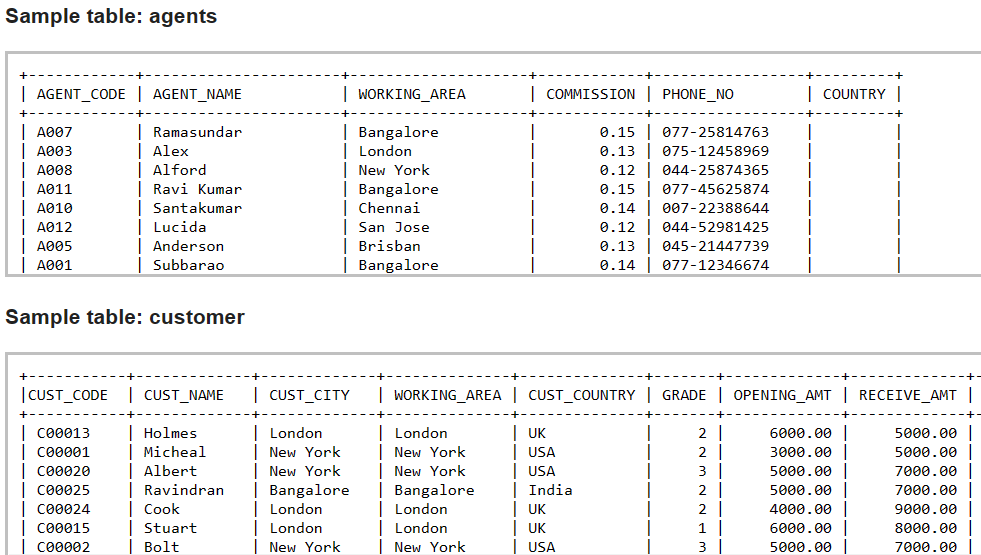 Sample table: agents
+------------+----------------------+--------------------+------------+-----------------+---------+
| AGENT_CODE | AGENT_NAME | WORKING_AREA | COMMISSION | PHONE_NO | COUNTRY |
+------------+----------------------+--------------------+------------+-----------------+---------+
| A007 | Ramasundar | Bangalore | 0.15 | 077-25814763 | |
| A003 | Alex | London | 0.13 | 075-12458969 | |
| A008 | Alford | New York | 0.12 | 044-25874365 | |
| A011 | Ravi Kumar | Bangalore | 0.15 | 077-45625874 | |
| A010 | Santakumar | Chennai | 0.14 | 007-22388644 | |
| A012 | Lucida | San Jose | 0.12 | 044-52981425 | |
| A005 | Anderson | Brisban | 0.13 | 045-21447739 | |
| A001 | Subbarao | Bangalore | 0.14 | 077-12346674 | |
Sample table: customer
+-----------+-------------+-------------+--------------+--------------+-------+-------------+-------------+-
|CUST_CODE | CUST_NAME | CUST_CITY | WORKING_AREA | CUST_COUNTRY | GRADE | OPENING_AMT | RECEIVE_AMT |
+-----------+-------------+-------------+--------------+--------------+-------+-------------+-------------+-
| C00013 | Holmes | London | London | UK | 2 | 6000.00 | 5000.00 |
| C00001 | Micheal | New York | New York | USA | 2 | 3000.00 | 5000.00 |
| C00020 | Albert | New York | New York | USA | 3 | 5000.00 | 7000.00 |
| C00025 | Ravindran | Bangalore | Bangalore | India | 2 | 5000.00 | 7000.00 |
| C00024 | Cook | London | London | UK | 2 | 4000.00 | 9000.00 |
| C00015 | Stuart | London | London | UK | 1 | 6000.00 | 8000.00 |
| C00002 | Bolt | New York | New York | USA | 3 | 5000.00 | 7000.00 |